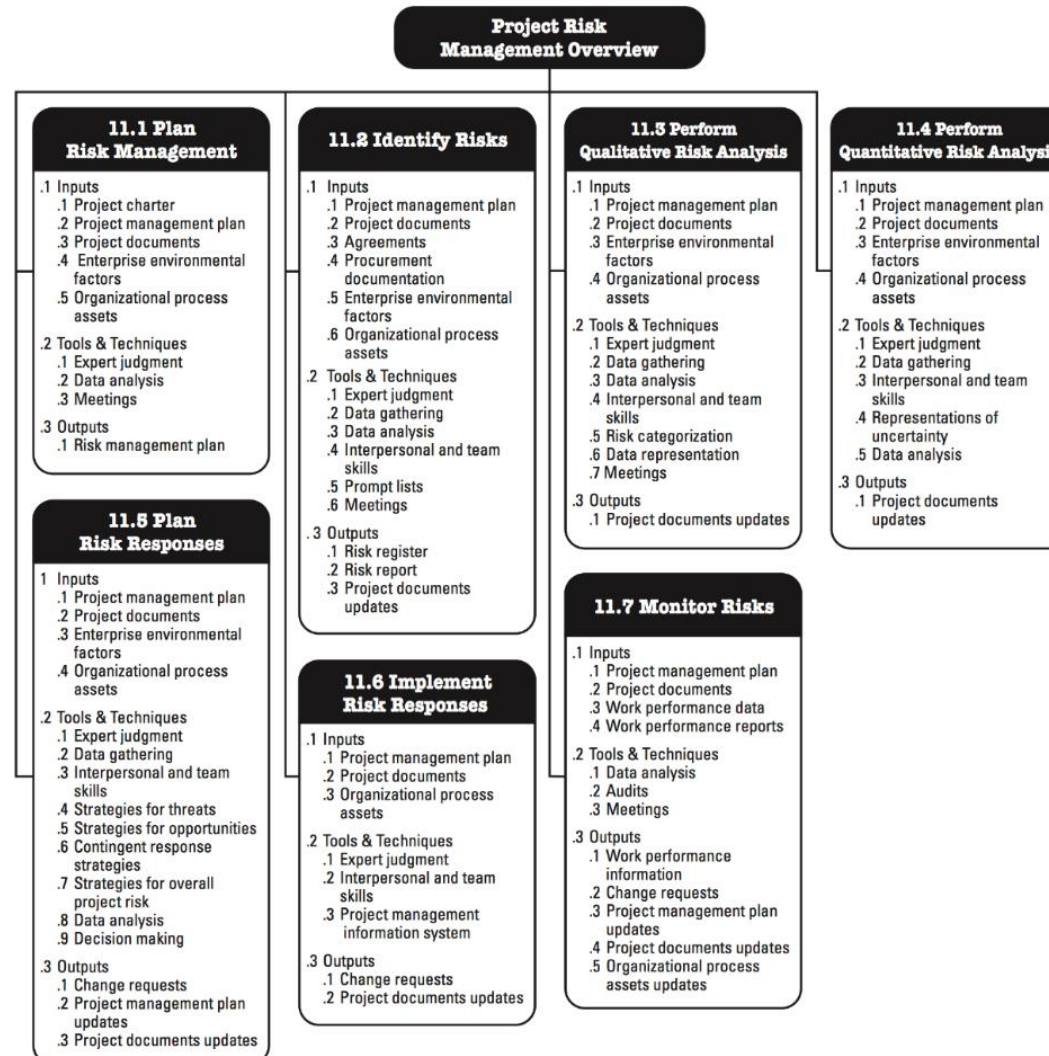 Project Risk
Management Overview
11.1 Plan
Risk Management
.1 Inputs
.1 Project charter
.2 Project management plan
.3 Project documents
.4 Enterprise environmental
factors
.5 Organizational process
assets
.2 Tools & Techniques
.1 Expert judgment
.2 Data analysis
.3 Meetings
.3 Outputs
.1 Risk management plan
11.2 Identify Risks
.1 Inputs
.1 Project management plan
.2 Project documents
.3 Agreements
.4 Procurement
documentation
.5 Enterprise environmental
factors
.6 Organizational process
assets
.2 Tools & Techniques
.1 Expert judgment
.2 Data gathering
.3 Data analysis
.4 Interpersonal and team
skills
.5 Prompt lists
.6 Meetings
.3 Outputs
.1 Risk register
.2 Risk report
.3 Project documents
updates
11.3 Perform
Qualitative Risk Analysis
.1 Inputs
.1 Project management plan
.2 Project documents
.3 Enterprise environmental
factors
.4 Organizational process
assets
.2 Tools & Techniques
.1 Expert judgment
.2 Data gathering
.3 Data analysis
.4 Interpersonal and team
skills
.5 Risk categorization
.6 Data representation
.7 Meetings
.3 Outputs
.1 Project documents updates
11.4 Perform
Quantitative Risk Analysis
.1 Inputs
.1 Project management plan
.2 Project documents
.3 Enterprise environmental
factors
.4 Organizational process
assets
.2 Tools & Techniques
.1 Expert judgment
.2 Data gathering
.3 Interpersonal and team
skills
.4 Representations of
uncertainty
.5 Data analysis
.3 Outputs
.1 Project documents
updates
11.5 Plan
Risk Responses
1 Inputs
.1 Project management plan
.2 Project documents
.3 Enterprise environmental
factors
.4 Organizational process
assets
.2 Tools & Techniques
.1 Expert judgment
.2 Data gathering
.3 Interpersonal and team
skills
.4 Strategies for threats
.5 Strategies for opportunities
.6 Contingent response
strategies
.7 Strategies for overall
project risk
.8 Data analysis
.9 Decision making
.3 Outputs
.1 Change requests
.2 Project management plan
updates
.3 Project documents updates
11.6 Implement
Risk Responses
.1 Inputs
.1 Project management plan
.2 Project documents
.3 Organizational process
assets
.2 Tools & Techniques
.1 Expert judgment
.2 Interpersonal and team
skills
.3 Project management
information system
.3 Outputs
.1 Change requests
.2 Project documents updates
11.7 Monitor Risks
.1 Inputs
.1 Project management plan
.2 Project documents
.3 Work performance data
.4 Work performance reports
.2 Tools & Techniques
.1 Data analysis
.2 Audits
.3 Meetings
.3 Outputs
.1 Work performance
information
.2 Change requests
.3 Project management plan
updates
.4 Project documents updates
.5 Organizational process
assets updates